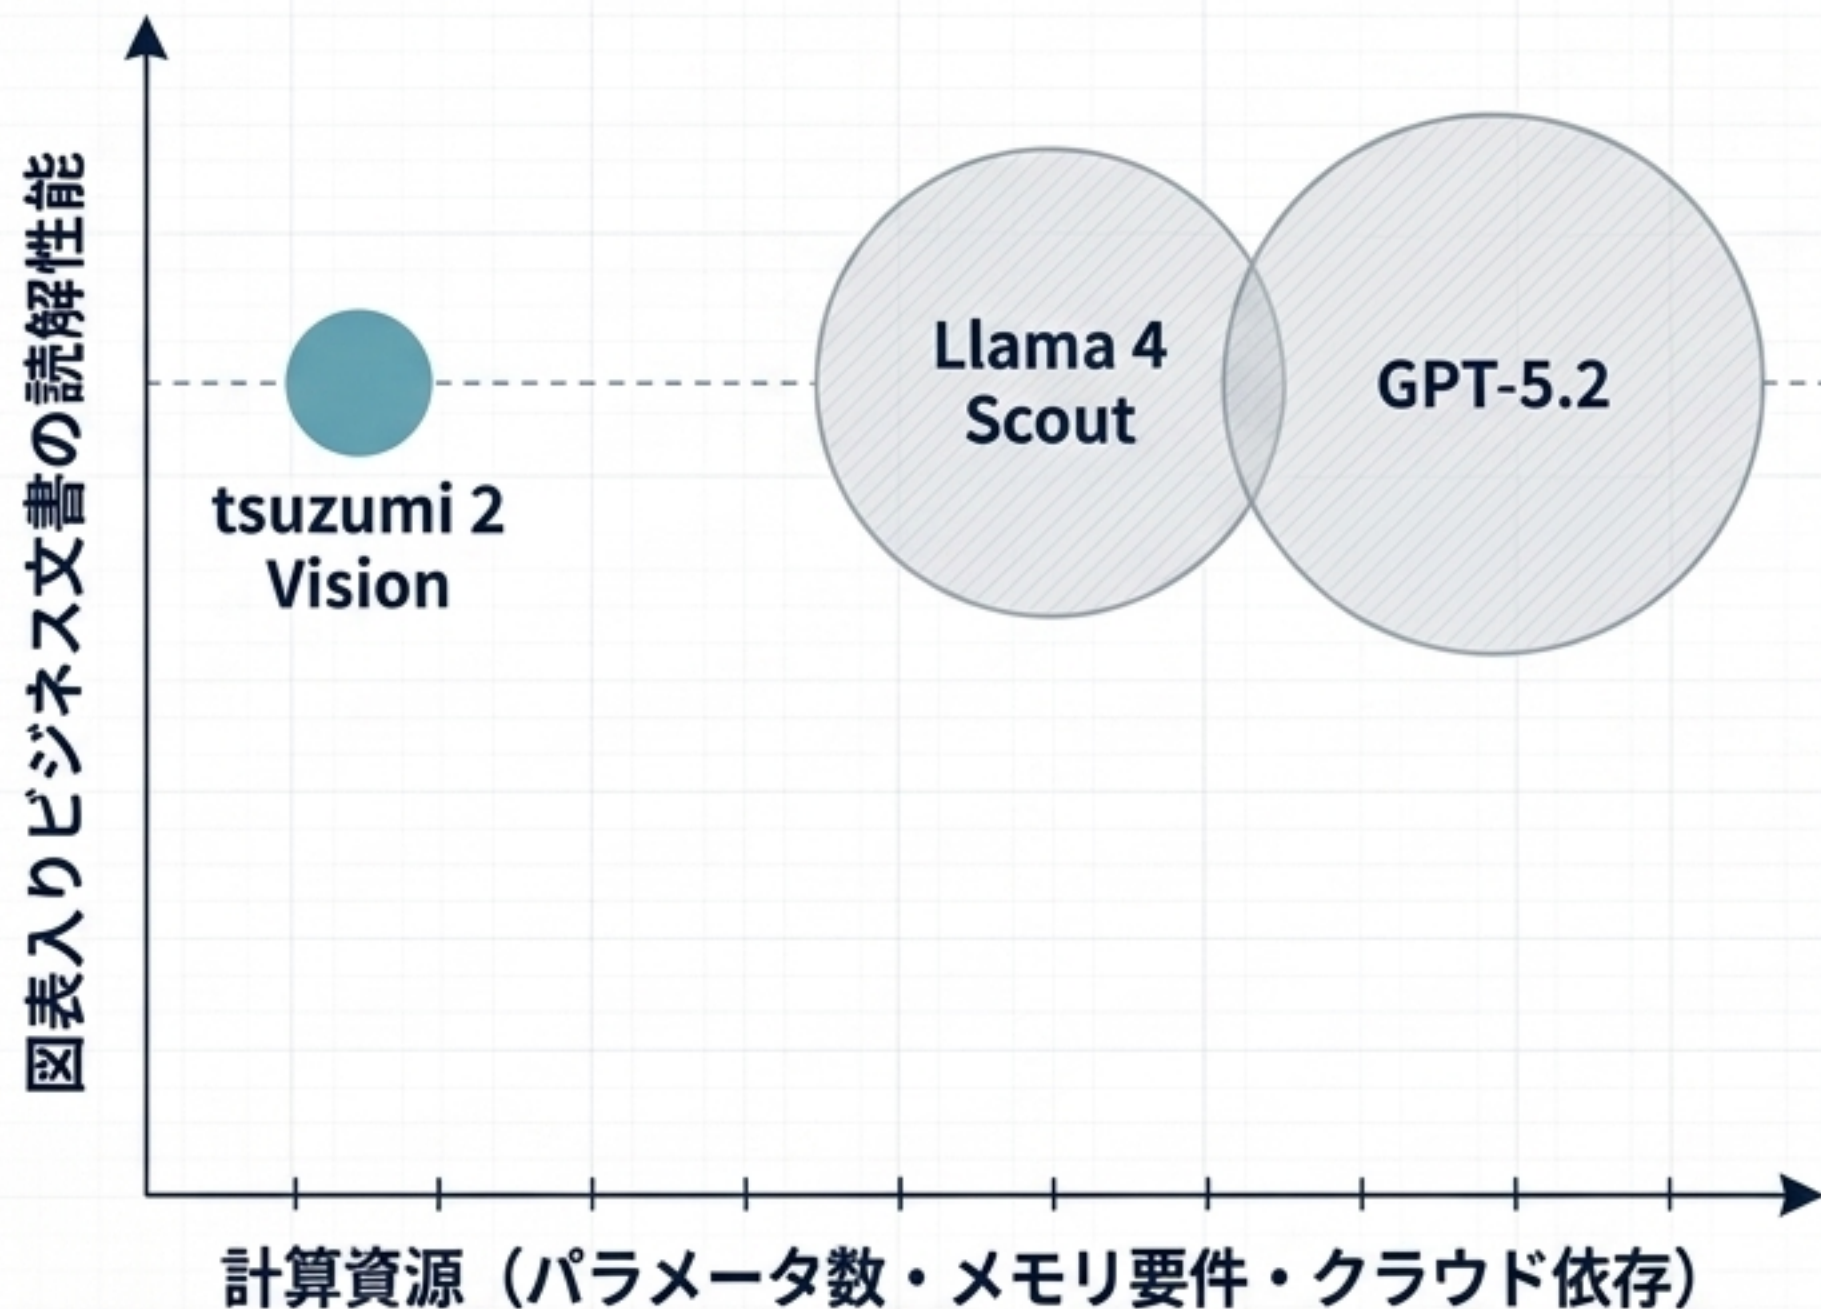 図表入りビジネス文書の読解性能
tsuzumi 2
Vision
Llama 4
Scout
GPT-5.2
計算資源（パラメータ数・メモリ要件・クラウド依存）